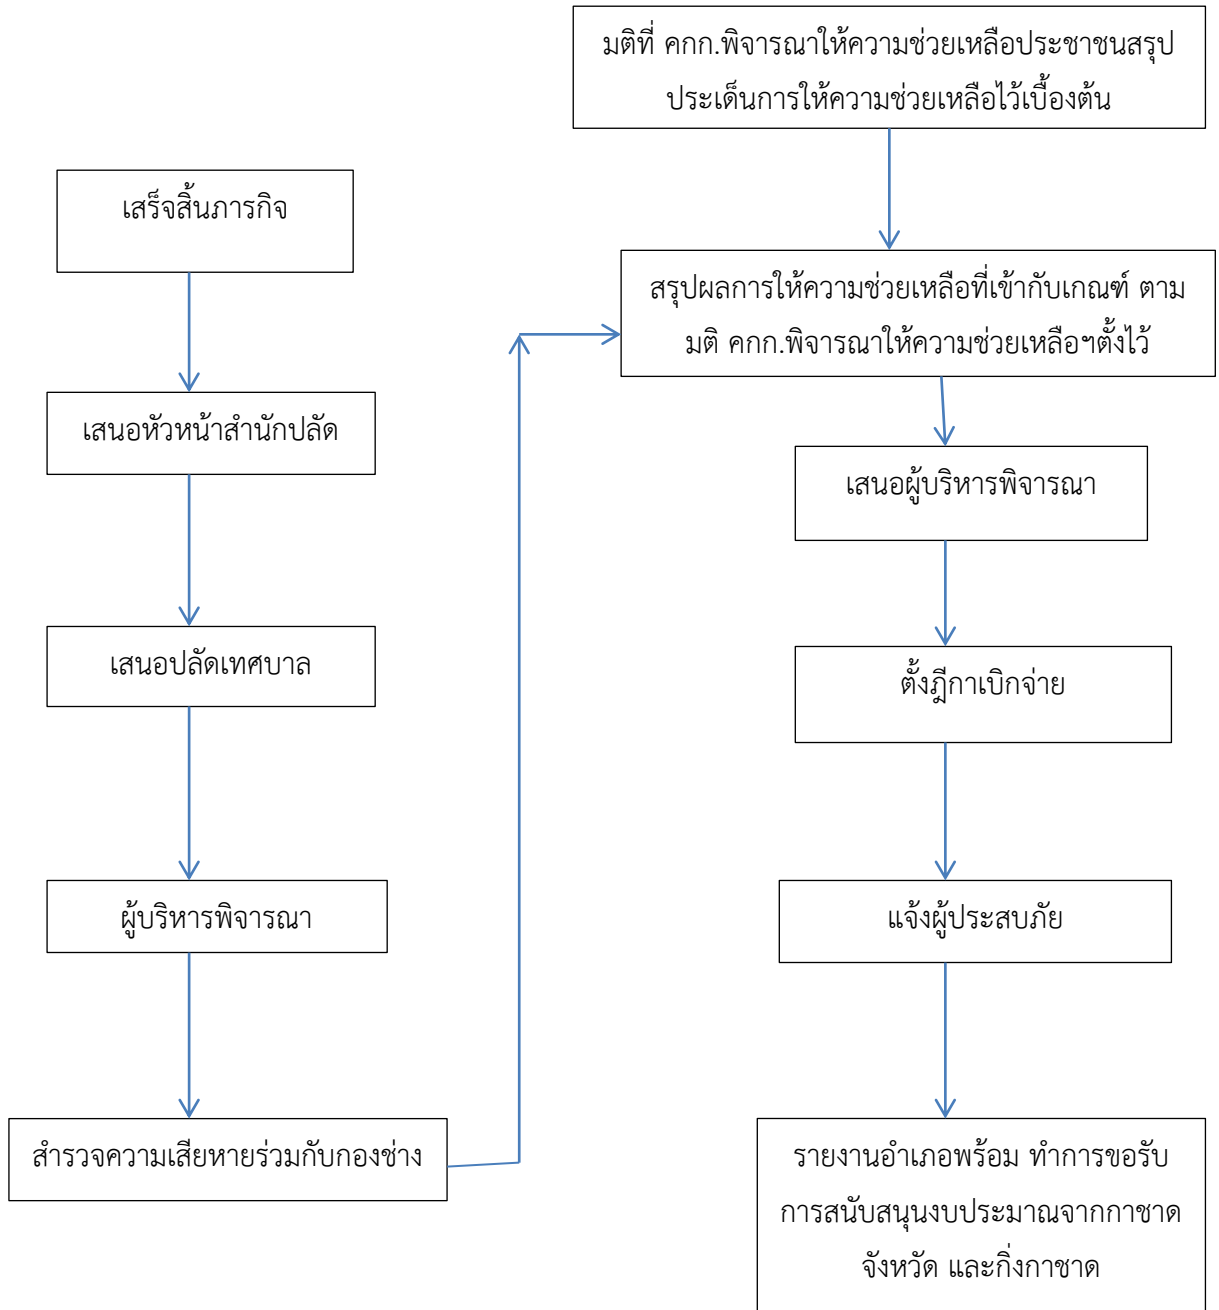 มติที่ คกก.พิจารณาให้ความช่วยเหลือประชาชนสรุป
ประเด็นการให้ความช่วยเหลือไว้เบื้องต้น
เสร็จสิ้นภารกิจ
เสนอหัวหน้าสำนักปลัด
เสนอปลัดเทศบาล
ผู้บริหารพิจารณา
สำรวจความเสียหายร่วมกับกองช่าง
สรุปผลการให้ความช่วยเหลือที่เข้ากับเกณฑ์ ตาม
มติ คกก.พิจารณาให้ความช่วยเหลือฯตั้งไว้
เสนอผู้บริหารพิจารณา
ตั้งฎีกาเบิกจ่าย
แจ้งผู้ประสบภัย
รายงานอำเภอพร้อม ทำการขอรับ
การสนับสนุนงบประมาณจากกาชาด
จังหวัด และกิ่งกาชาด